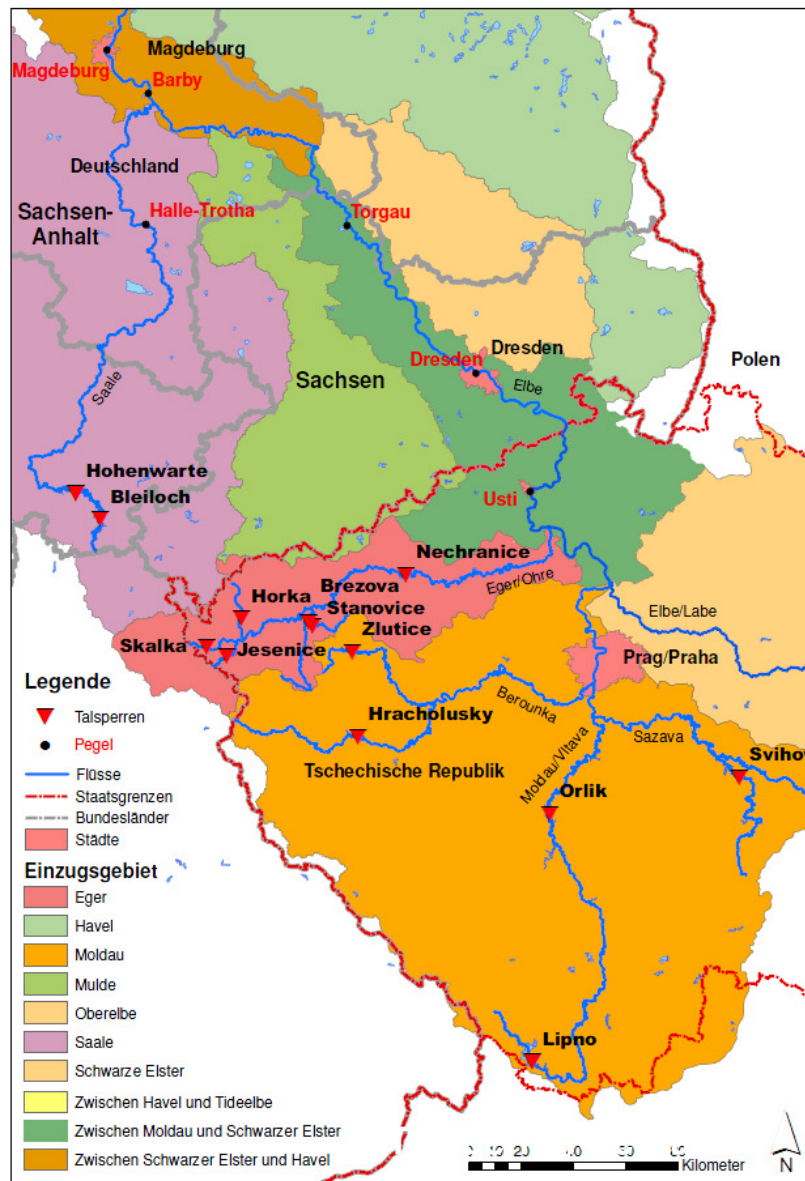 Magdeburg
Magdeburg
Barby
Deutschland
Sachsen-
Anhalt
Halle-Trotha
Torgau
Dresden
Dresden
Elbe
Polen
Sachsen
Saale
Hohenwarte
Bleiloch
Usti
Nechranice
Eger/Ohre
Brezova
Horka
Stanovice
Zlutice
Elbe/Labe
Skalka
Jesenice
Prag/Praha
Berounka
Hracholusky
Sazava
Moldau/Vltava
Tschechische Republik
Svihov
Orlik
Lipno
Legende
Talsperren
Pegel
Flüsse
Staatsgrenzen
Bundesländer
Städte
Einzugsgebiet
Eger
Havel
Moldau
Mulde
Oberelbe
Saale
Schwarze Elster
Zwischen Havel und Tideelbe
Zwischen Moldau und Schwarzer Elster
Zwischen Schwarzer Elster und Havel
Kilometer
N